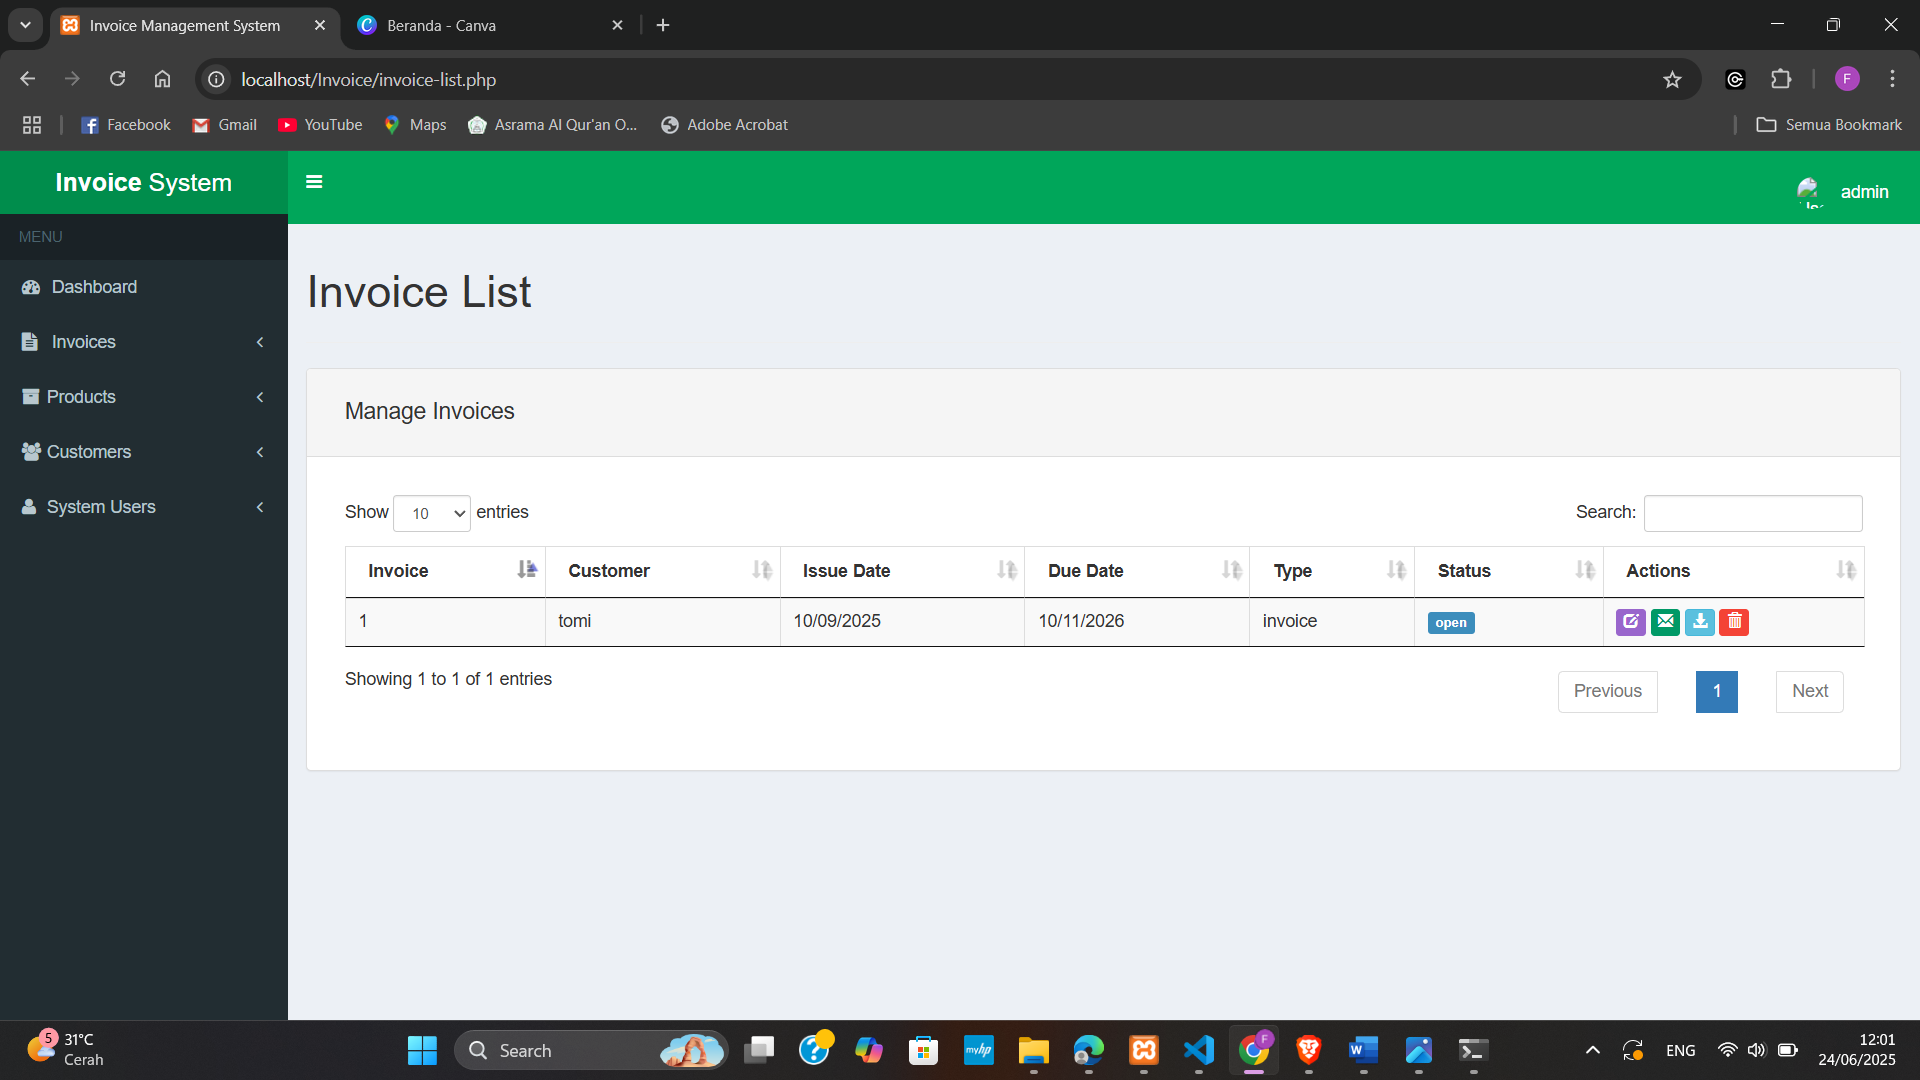 Invoice Management System
Beranda - Canva
localhost/Invoice/invoice-list.php
F
Facebook
Gmail
YouTube
Maps
Asrama Al Qur'an O...
Adobe Acrobat
Semua Bookmark
Invoice System
admin
MENU
Dashboard
Invoices
Products
Customers
System Users
Invoice List
Manage Invoices
Show 10 entries
Search:
Invoice Customer Issue Date Due Date Type Status Actions
1 tomi 10/09/2025 10/11/2026 invoice open
Showing 1 to 1 of 1 entries
Previous 1 Next
5
31°C
Cerah
Search
myhp
F
W
ENG
12:01
24/06/2025